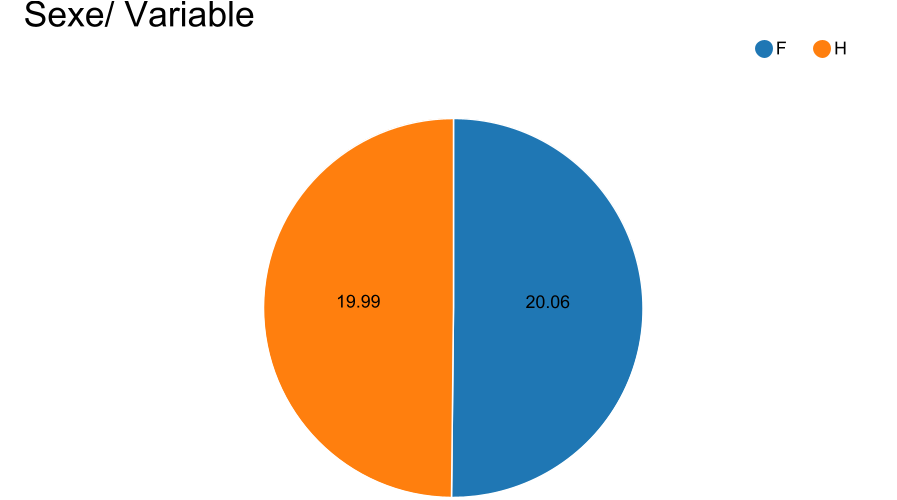 Sexe/ Variable
F H
19.99 20.06